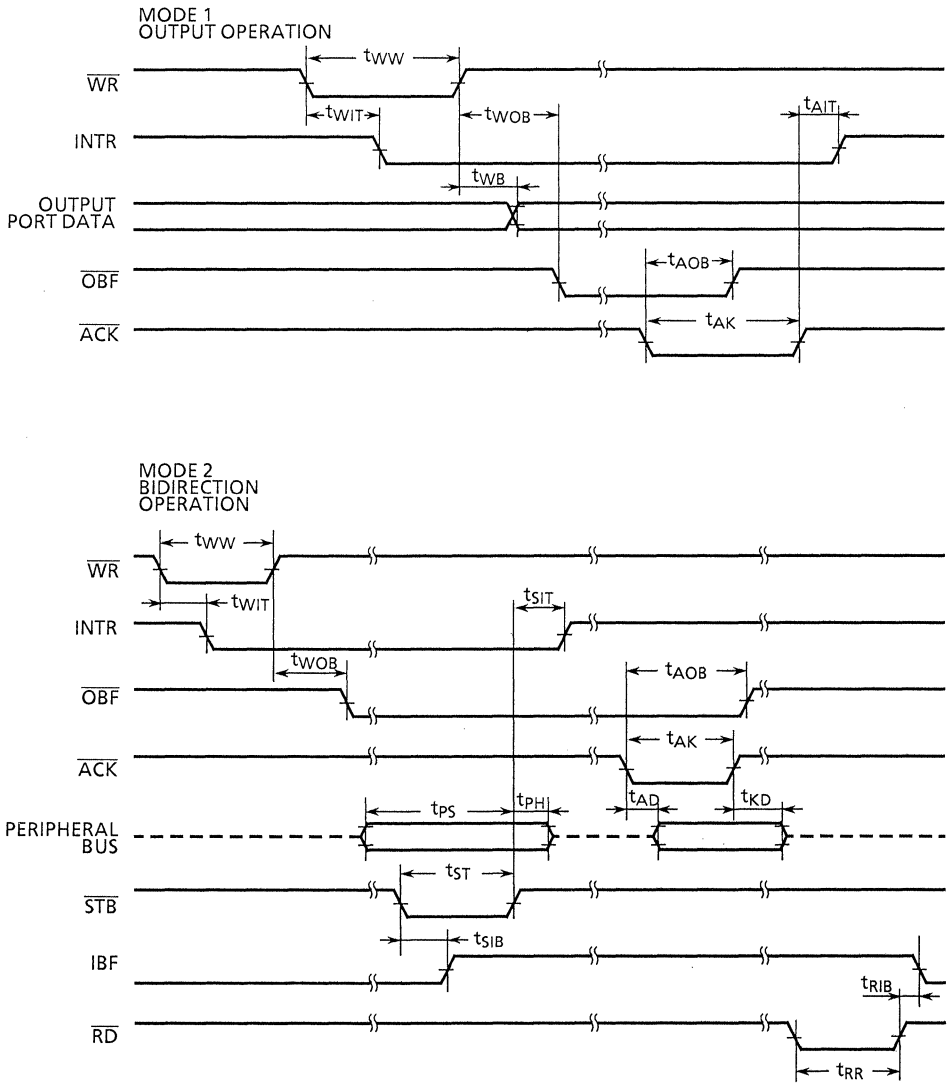 MODE 1
OUTPUT OPERATION
tWW
WR
tWIT
tWOB
tAIT
INTR
tWB
OUTPUT
PORT DATA
tAOB
OBF
tAK
ACK
MODE 2
BIDIRECTION
OPERATION
tWW
WR
tWIT
tSIT
INTR
tWOB
tAOB
OBF
tAK
ACK
tAD
tKD
tPS
tPH
PERIPHERAL
BUS
tST
STB
tSIB
IBF
tRIB
RD
tRR